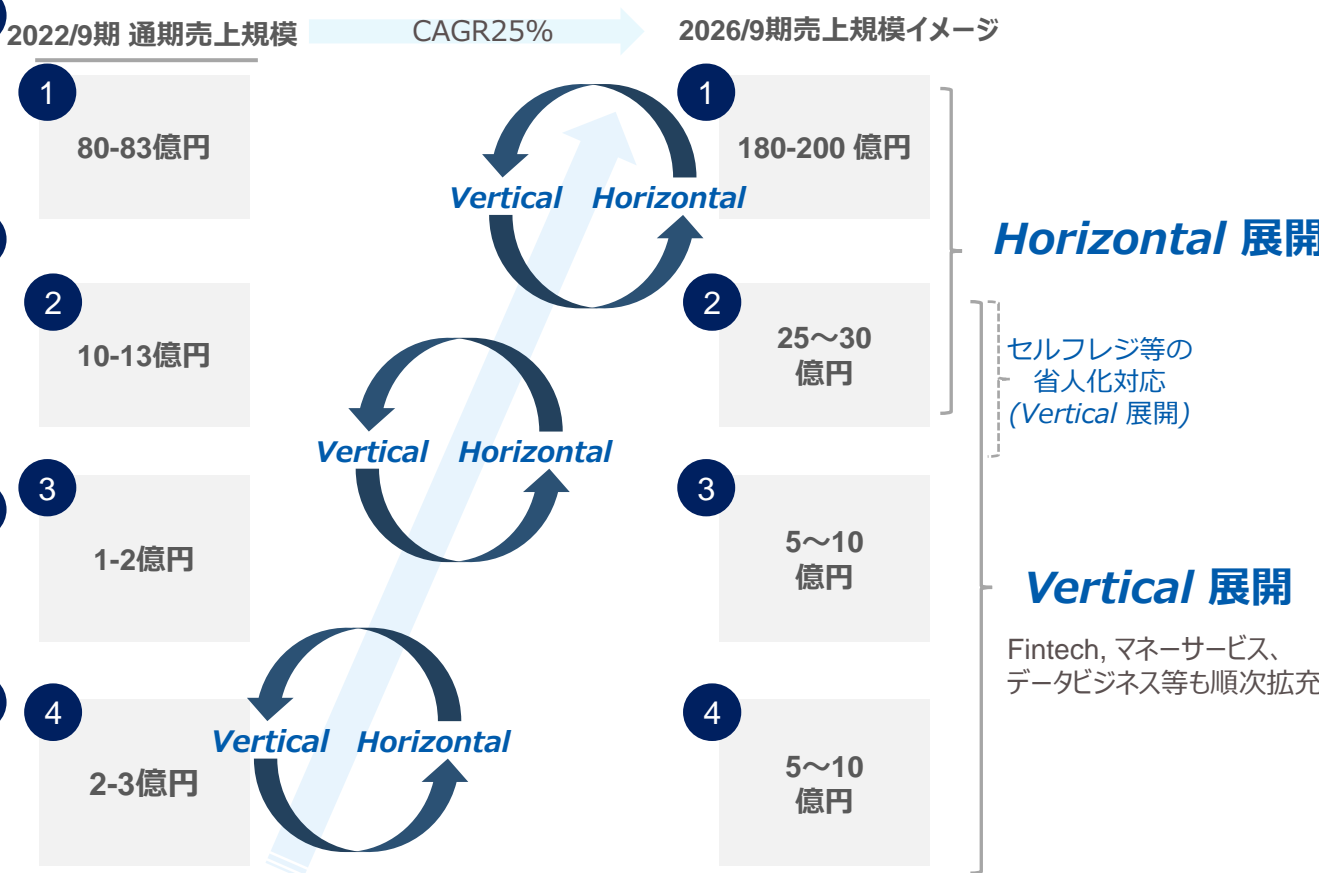 2022/9期 通期売上規模
CAGR25%
2026/9期売上規模イメージ
1
80-83億円
2
10-13億円
3
1-2億円
4
2-3億円
Vertical Horizontal
Vertical Horizontal
Vertical Horizontal
1
180-200 億円
2
25～30
億円
3
5～10
億円
4
5～10
億円
Horizontal 展開
セルフレジ等の
省人化対応
(Vertical 展開)
Vertical 展開
Fintech, マネーサービス、
データビジネス等も順次拡充